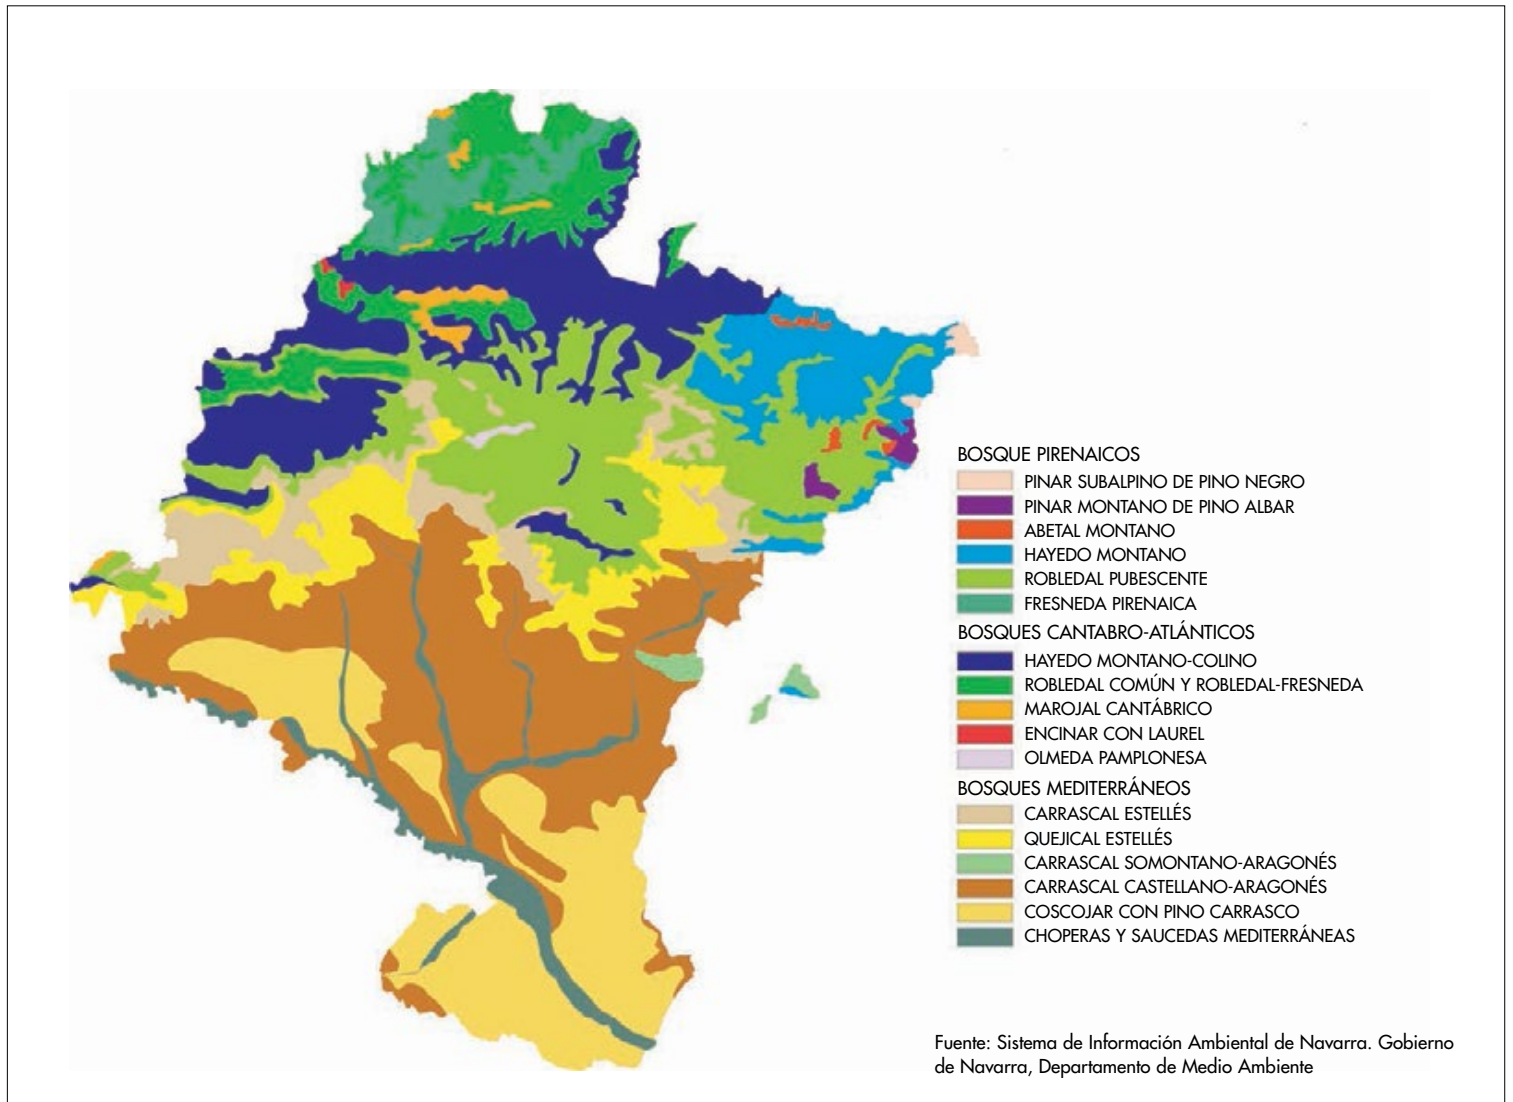 BOSQUE PIRENAICOS
PINAR SUBALPINO DE PINO NEGRO
PINAR MONTANO DE PINO ALBAR
ABETAL MONTANO
HAYEDO MONTANO
ROBLEDAL PUBESCENTE
FRESNEDA PIRENAICA
BOSQUES CANTABRO-ATLÁNTICOS
HAYEDO MONTANO-COLINO
ROBLEDAL COMÚN Y ROBLEDAL-FRESNEDA
MAROJAL CANTÁBRICO
ENCINAR CON LAUREL
OLMEDA PAMPLONESA
BOSQUES MEDITERRÁNEOS
CARRASCAL ESTELLÉS
QUEJICAL ESTELLÉS
CARRASCAL SOMONTANO-ARAGONÉS
CARRASCAL CASTELLANO-ARAGONÉS
COSCOJAR CON PINO CARRASCO
CHOPERAS Y SAUCEDAS MEDITERRÁNEAS
Fuente: Sistema de Información Ambiental de Navarra. Gobierno
de Navarra, Departamento de Medio Ambiente